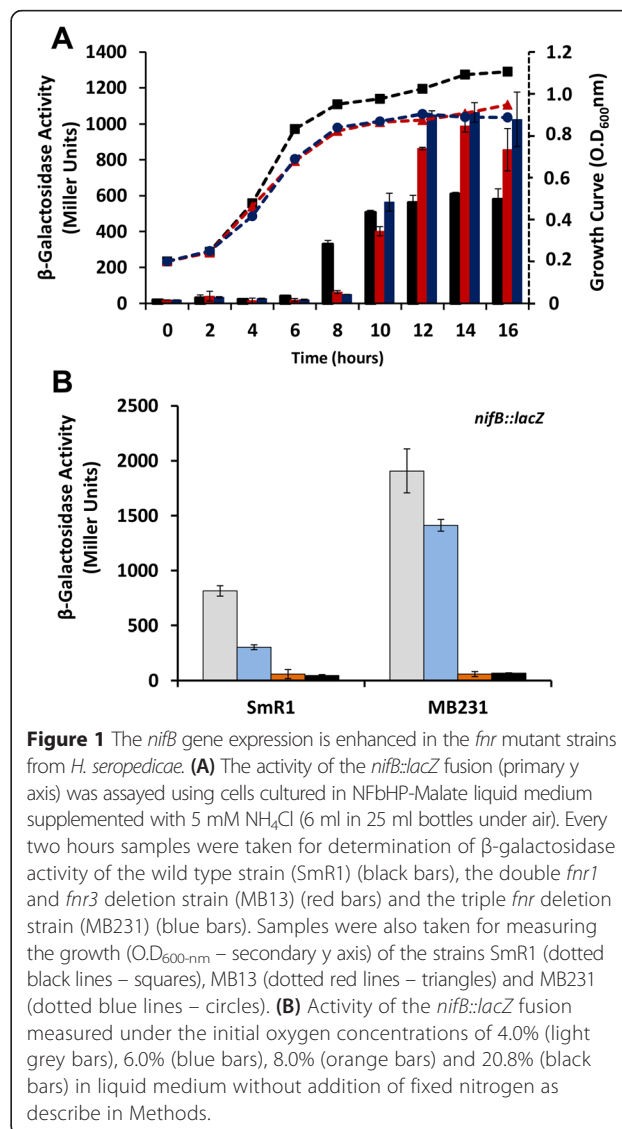 A
β-Galactosidase Activity
(Miller Units)
1400
1200
1000
800
600
400
200
0
1.2
1.0
0.8
0.6
0.4
0.2
0
Growth Curve (O.D600nm)
0 2 4 6 8 10 12 14 16
Time (hours)
B
nifB::lacZ
β-Galactosidase Activity
(Miller Units)
2500
2000
1500
1000
500
0
SmR1 MB231
Figure 1 The nifB gene expression is enhanced in the fnr mutant strains
from H. seropedicae. (A) The activity of the nifB::lacZ fusion (primary y
axis) was assayed using cells cultured in NFbHP-Malate liquid medium
supplemented with 5 mM NH4Cl (6 ml in 25 ml bottles under air). Every
two hours samples were taken for determination of β-galactosidase
activity of the wild type strain (SmR1) (black bars), the double fnr1
and fnr3 deletion strain (MB13) (red bars) and the triple fnr deletion
strain (MB231) (blue bars). Samples were also taken for measuring
the growth (O.D600-nm – secondary y axis) of the strains SmR1 (dotted
black lines – squares), MB13 (dotted red lines – triangles) and MB231
(dotted blue lines – circles). (B) Activity of the nifB::lacZ fusion
measured under the initial oxygen concentrations of 4.0% (light
grey bars), 6.0% (blue bars), 8.0% (orange bars) and 20.8% (black
bars) in liquid medium without addition of fixed nitrogen as
describe in Methods.